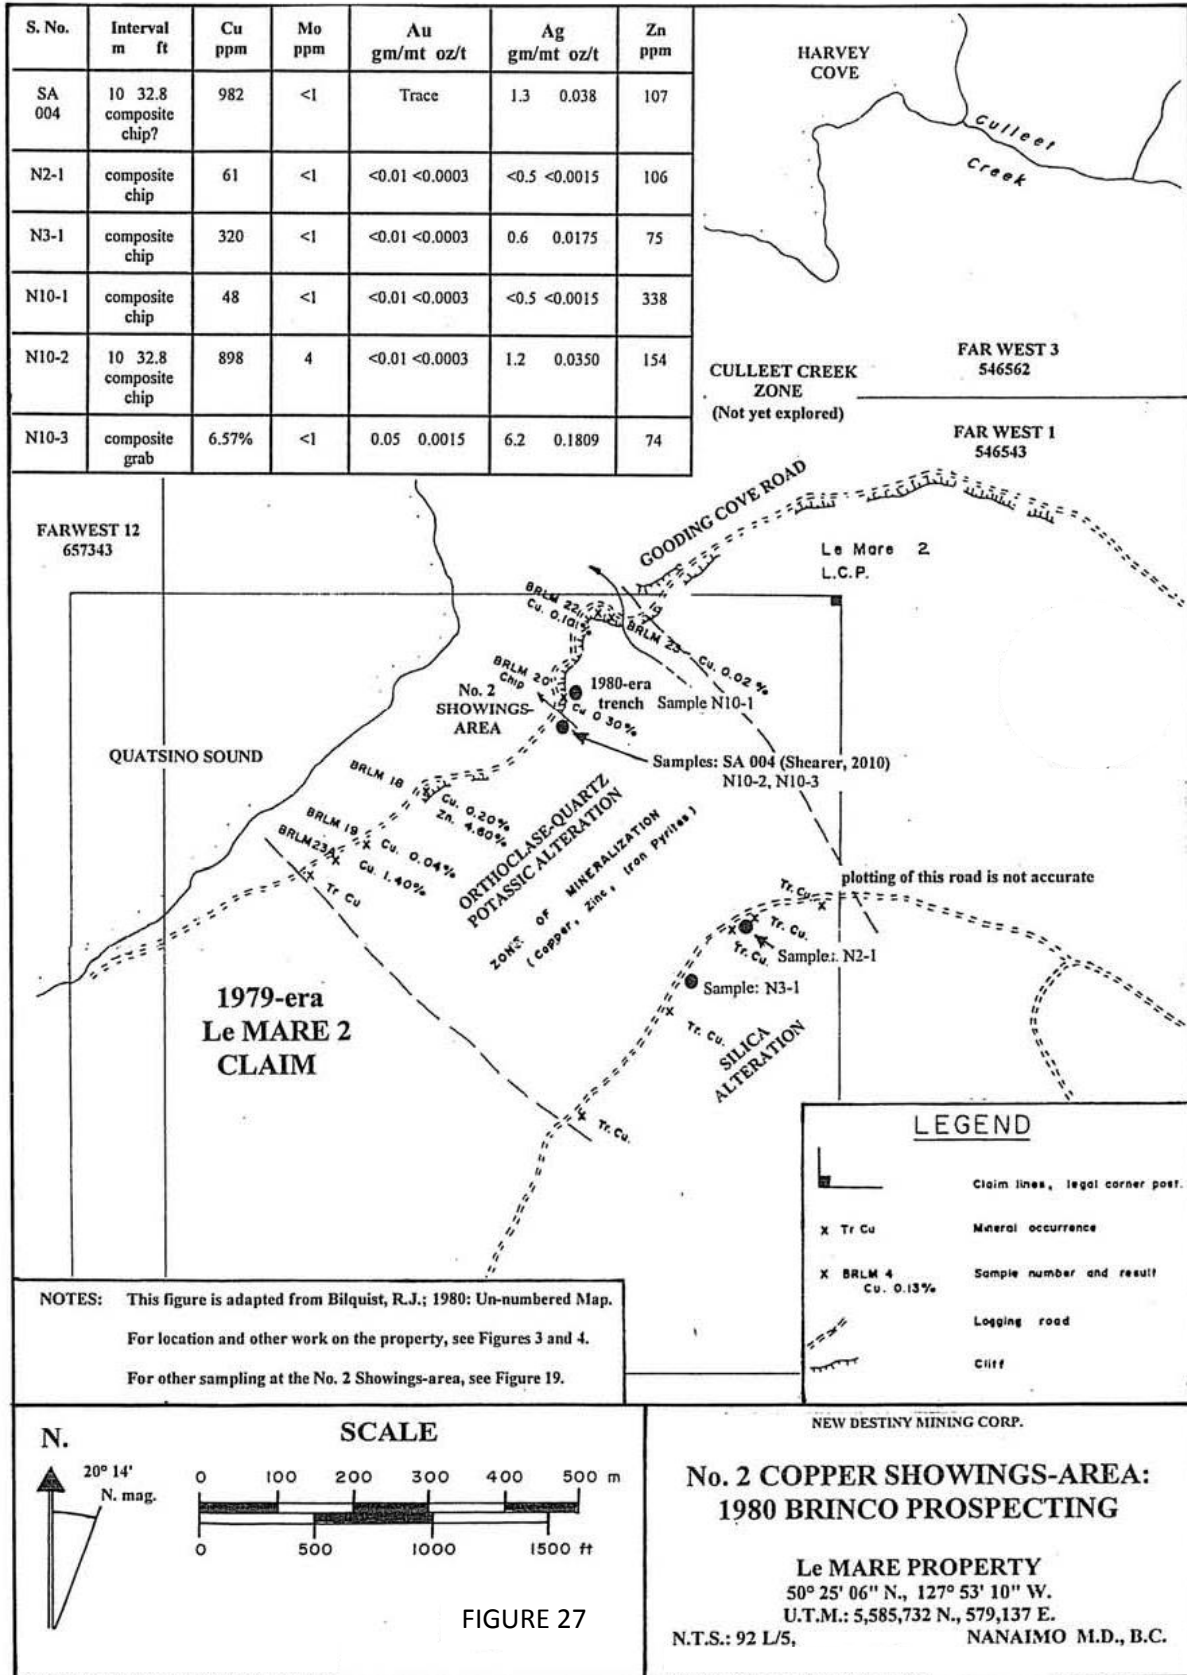 S. No. Interval Cu Mo Au Ag Zn
m ft ppm ppm gm/mt oz/t gm/mt oz/t ppm
SA 10 32.8 982 <1 Trace 1.3 0.038 107
004 composite
chip?
N2-1 composite 61 <1 <0.01 <0.0003 <0.5 <0.0015 106
chip
N3-1 composite 320 <1 <0.01 <0.0003 0.6 0.0175 75
chip
N10-1 composite 48 <1 <0.01 <0.0003 <0.5 <0.0015 338
chip
N10-2 10 32.8 898 4 <0.01 <0.0003 1.2 0.0350 154
composite
chip
N10-3 composite 6.57% <1 0.05 0.0015 6.2 0.1809 74
grab
HARVEY
COVE
Culleet
Creek
FAR WEST 3
546562
CULLEET CREEK
ZONE
(Not yet explored)
FAR WEST 1
546543
FARWEST 12
657343
GOODING COVE ROAD
Le Mare 2
L.C.P.
BRLM 22
Cu. 0.101%
BRLM 23
Cu. 0.02%
BRLM 20
Chip
Cu 0.30%
1980-era
trench
Sample N10-1
No. 2
SHOWINGS-
AREA
QUATSINO SOUND
Samples: SA 004 (Shearer, 2010)
N10-2, N10-3
BRLM 18
Cu. 0.20%
Zn. 4.60%
BRLM 19
Cu. 0.04%
BRLM23A
Cu. 1.40%
Tr Cu
ORTHOCLASE-QUARTZ
POTASSIC ALTERATION
ZONE OF MINERALIZATION
(Copper, Zinc, Iron Pyrites)
plotting of this road is not accurate
Tr. Cu.
Tr. Cu.
Tr. Cu.
Sample: N2-1
Sample: N3-1
Tr. Cu.
SILICA
ALTERATION
Tr. Cu.
1979-era
Le MARE 2
CLAIM
LEGEND
Claim lines, legal corner post.
x Tr Cu Mineral occurrence
x BRLM 4 Sample number and result
Cu. 0.13%
Logging road
Cliff
NOTES: This figure is adapted from Bilquist, R.J.; 1980: Un-numbered Map.
For location and other work on the property, see Figures 3 and 4.
For other sampling at the No. 2 Showings-area, see Figure 19.
N.
20° 14'
N. mag.
SCALE
0 100 200 300 400 500 m
0 500 1000 1500 ft
FIGURE 27
NEW DESTINY MINING CORP.
No. 2 COPPER SHOWINGS-AREA:
1980 BRINCO PROSPECTING
Le MARE PROPERTY
50° 25' 06" N., 127° 53' 10" W.
U.T.M.: 5,585,732 N., 579,137 E.
N.T.S.: 92 L/5, NANAIMO M.D., B.C.